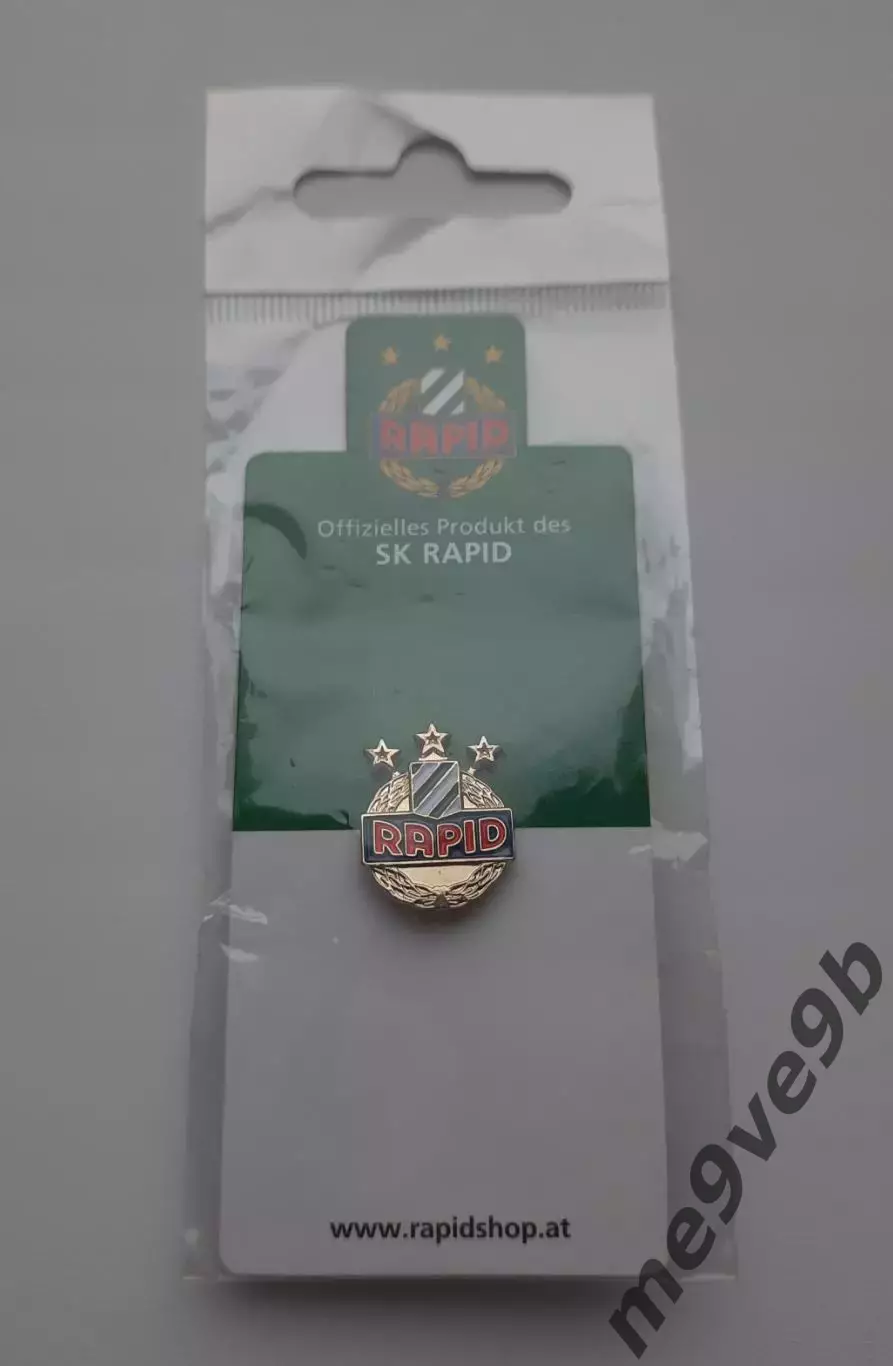 RAPID
Offizielles Produkt des
SK RAPID
RAPID
www.rapidshop.at
me9ve9b